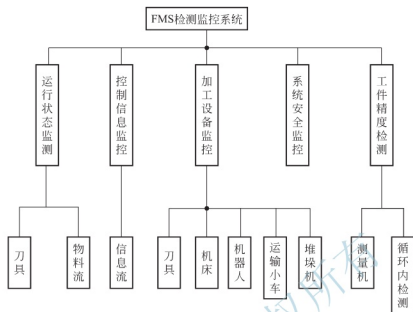 FMS检测监控系统
运行状态监测
控制信息监控
加工设备监控
系统安全监控
工件精度检测
刀具
物料流
信息流
刀具
机床
机器人
运输小车
堆垛机
测量机
循环内检测
权所有